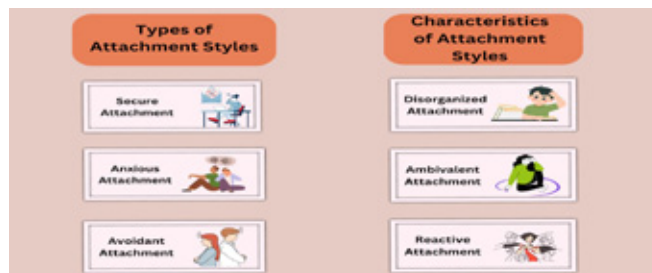 Types of
Attachment Styles
Secure
Attachment
Anxious
Attachment
Avoidant
Attachment
Characteristics
of Attachment
Styles
Disorganized
Attachment
Ambivalent
Attachment
Reactive
Attachment